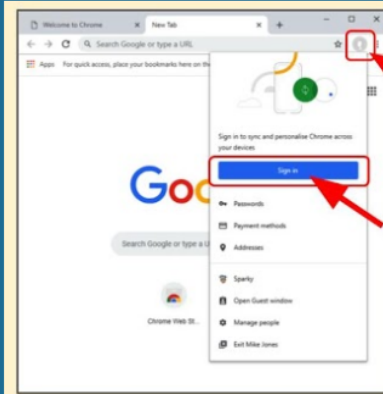 Welcome to Chrome
New Tab
Search Google or type a URL
Apps
For quick access, place your bookmarks here on the
Sign in to sync and personalise Chrome across
your devices
Sign in
Goo
Passwords
Payment methods
Addresses
Search Google or type a U
Sparky
Open Guest window
Chrome Web St...
Manage people
Exit Mike Jones